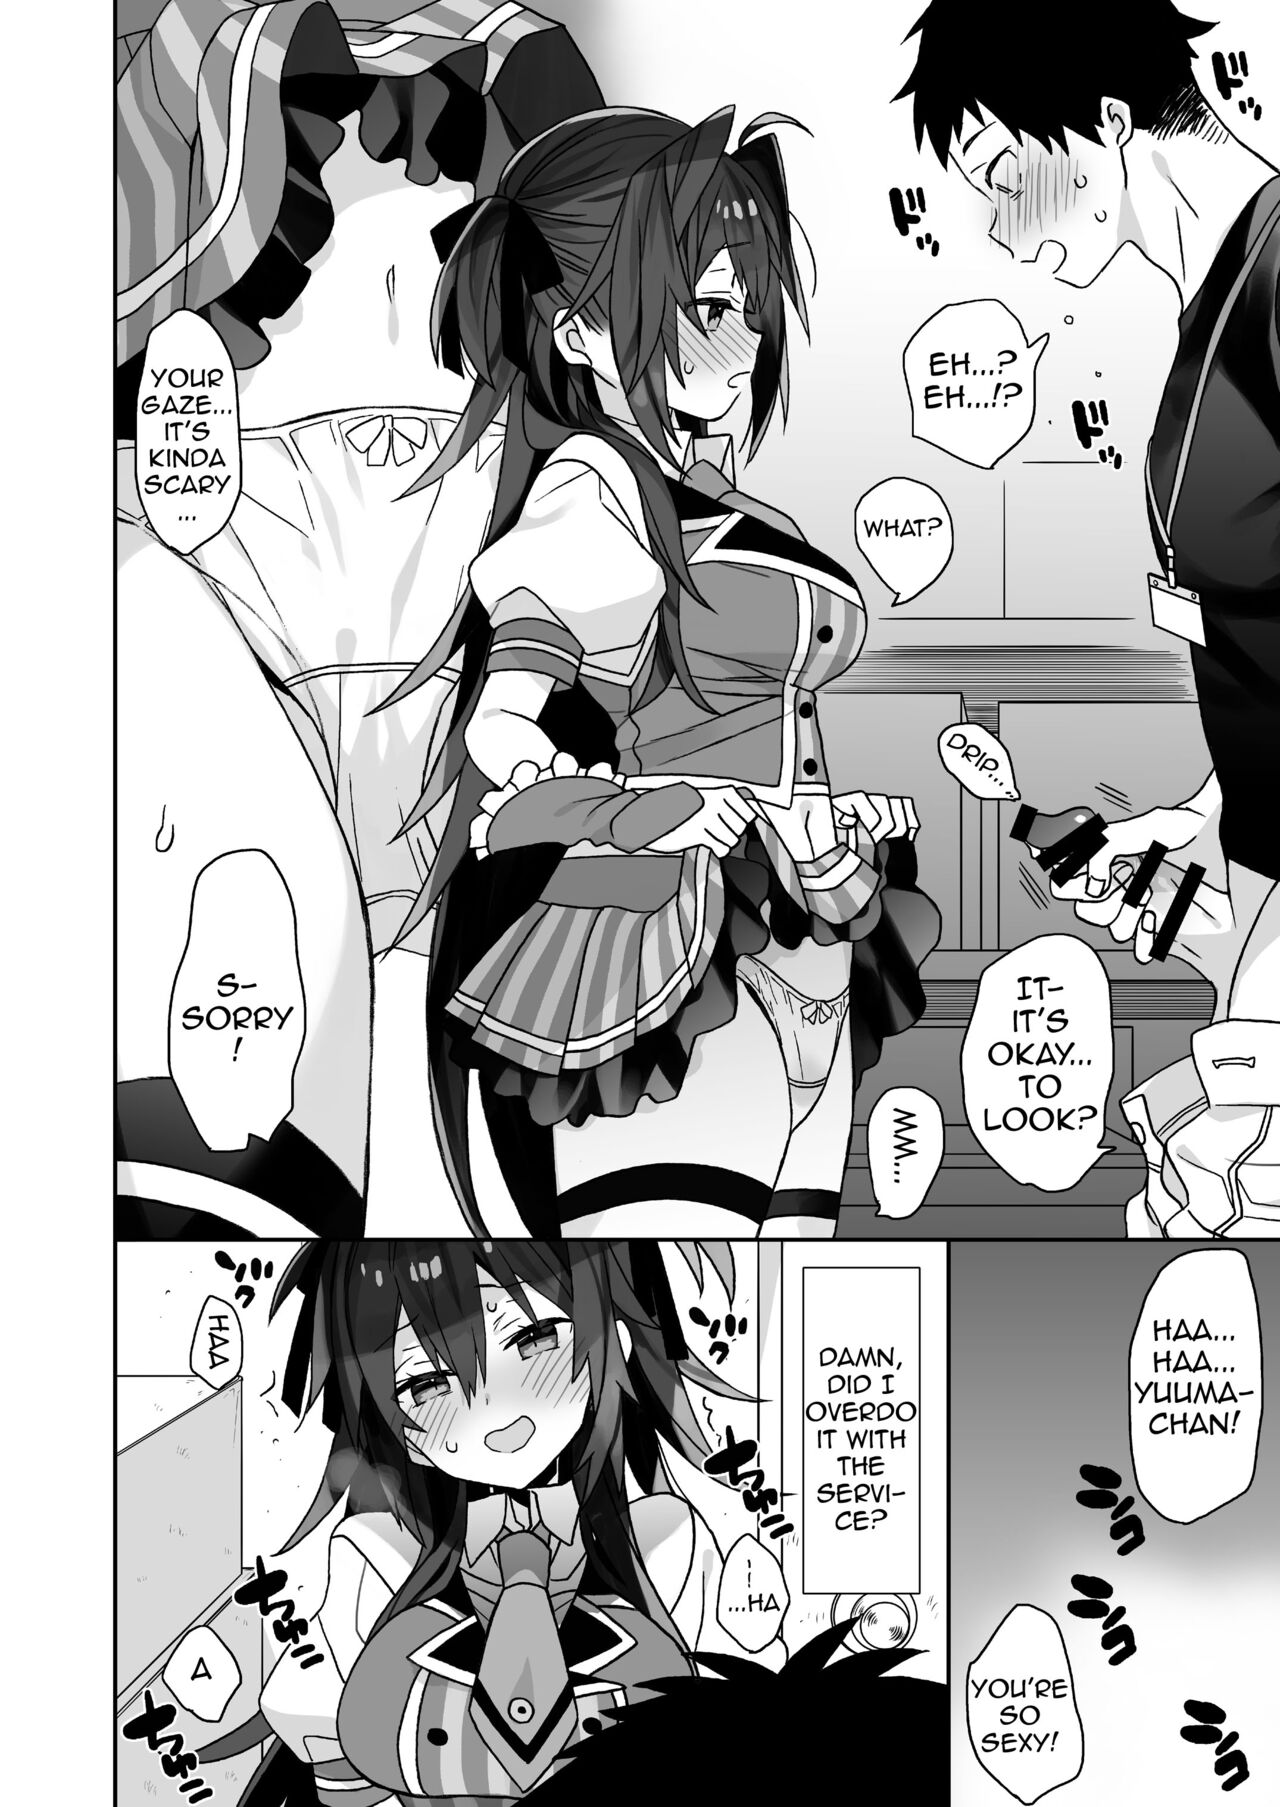 EH...?
EH...!?
WHAT?
DRIP...
IT-
IT'S
OKAY...
TO
LOOK?
WW...
YOUR
GAZE...
IT'S
KINDA
SCARY
...
S-
SORRY
!
HAA...
HAA...
YUUMA-
CHAN!
YOU'RE
SO
SEXY!
DAMN,
DID I
OVERDO
IT WITH
THE
SERVI-
CE?
...HA
HAA
A